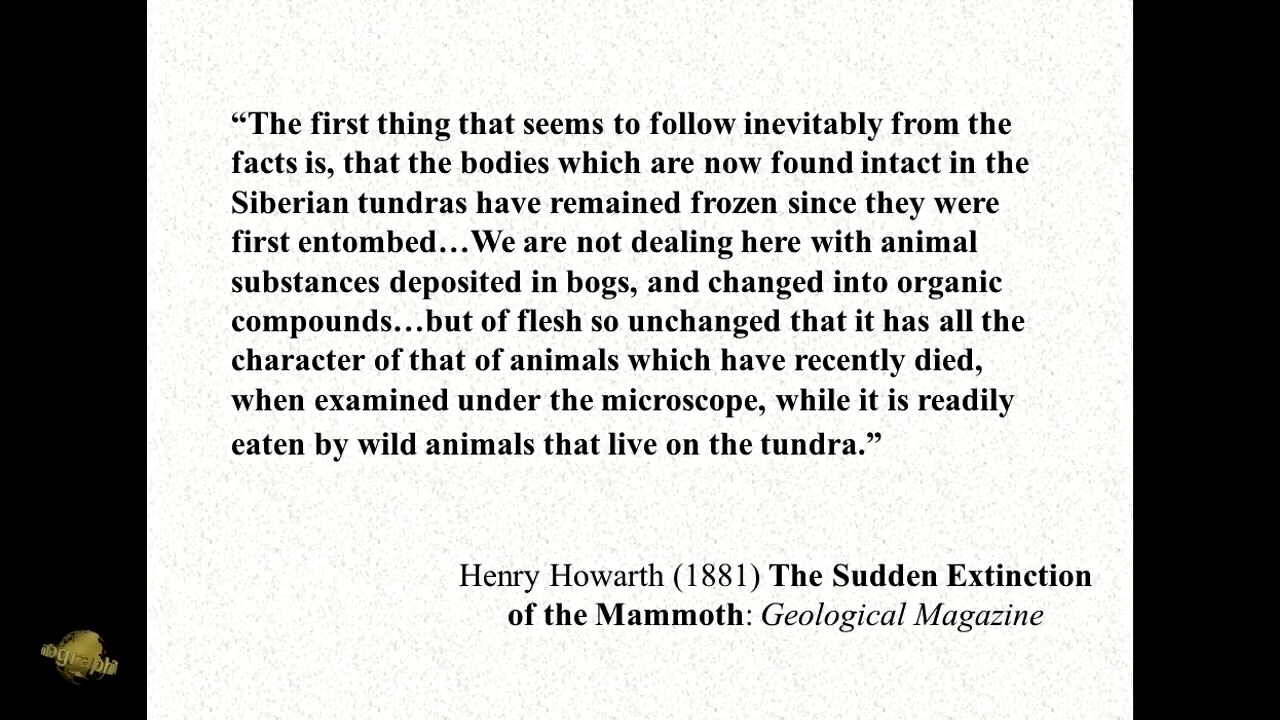 “The first thing that seems to follow inevitably from the
facts is, that the bodies which are now found intact in the
Siberian tundras have remained frozen since they were
first entombed…We are not dealing here with animal
substances deposited in bogs, and changed into organic
compounds…but of flesh so unchanged that it has all the
character of that of animals which have recently died,
when examined under the microscope, while it is readily
eaten by wild animals that live on the tundra.”
Henry Howarth (1881) The Sudden Extinction
of the Mammoth: Geological Magazine